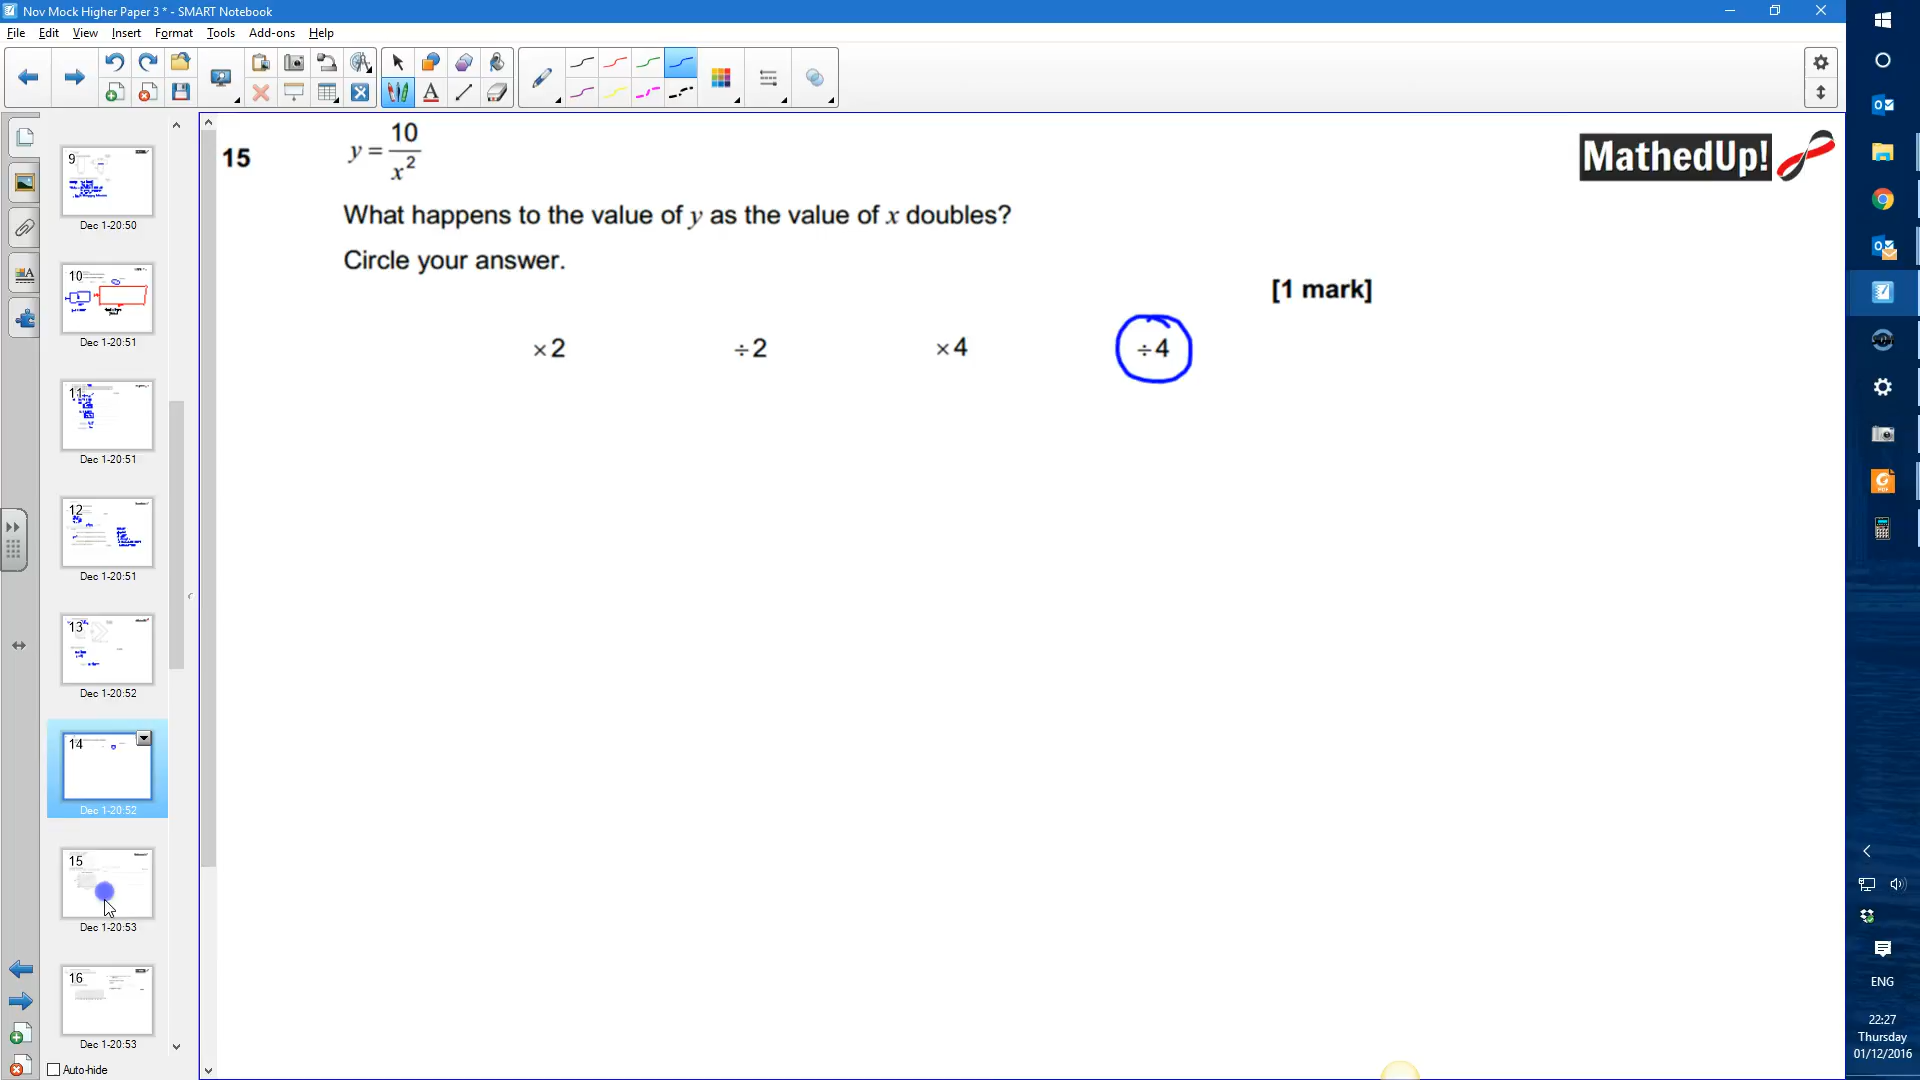 Nov Mock Higher Paper 3 * - SMART Notebook
File Edit View Insert Format Tools Add-ons Help
9
Dec 1-20:50
10
Dec 1-20:51
11
Dec 1-20:51
12
Dec 1-20:51
13
Dec 1-20:52
14
Dec 1-20:52
15
Dec 1-20:53
16
Dec 1-20:53
Auto-hide
15
y = 10 / x²
MathedUp!
What happens to the value of y as the value of x doubles?
Circle your answer.
[1 mark]
×2 ÷2 ×4 ÷4
ENG
22:27
Thursday
01/12/2016